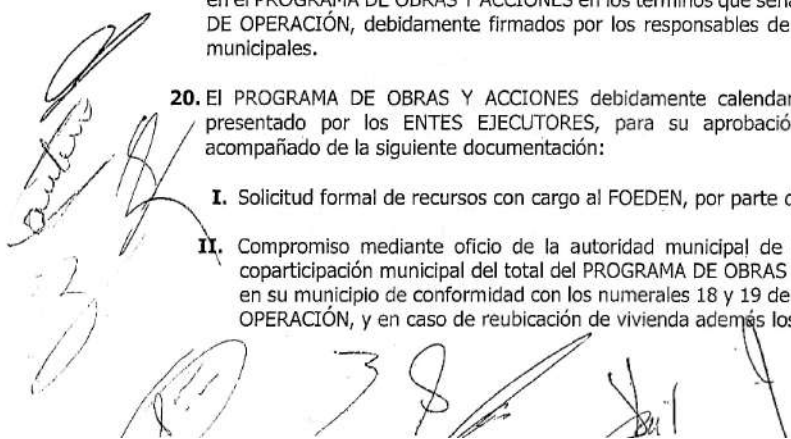 en el PROGRAMA DE OBRAS Y ACCIONES en los términos que
DE OPERACIÓN, debidamente firmados por los responsables de
municipales.
20. El PROGRAMA DE OBRAS Y ACCIONES debidamente
presentado por los ENTES EJECUTORES, para su aprobació
acompañado de la siguiente documentación:
I. Solicitud formal de recursos con cargo al FOEDEN, por parte
II. Compromiso mediante oficio de la autoridad municipal de
coparticipación municipal del total del PROGRAMA DE OBRAS
en su municipio de conformidad con los numerales 18 y 19 de
OPERACIÓN, y en caso de reubicación de vivienda además los